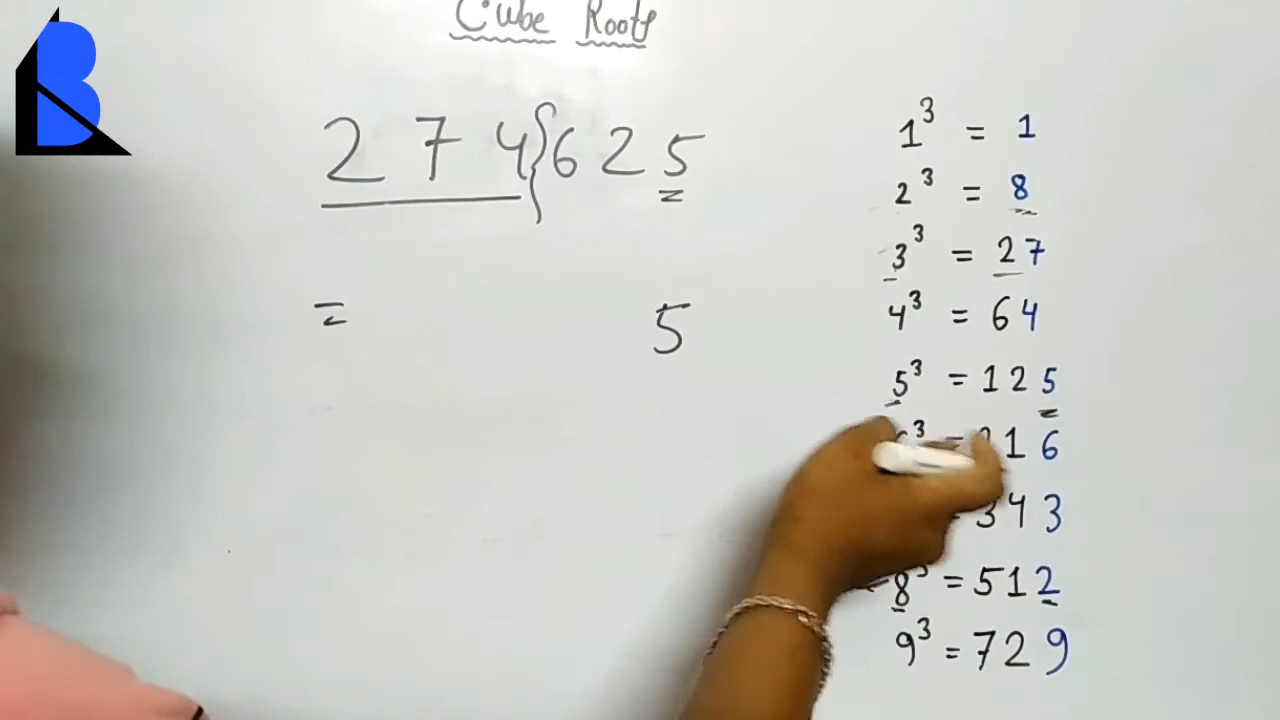 Cube Roots
2 7 4 { 6 2 5
= 5
1³ = 1
2³ = 8
3³ = 27
4³ = 64
5³ = 125
³ = 216
343
8³ = 512
9³ = 729